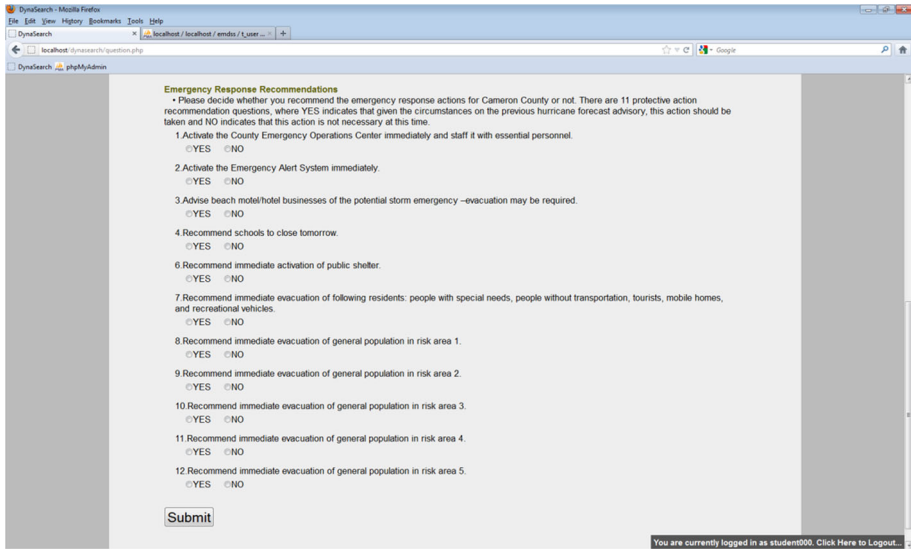 DynaSearch - Mozilla Firefox
File Edit View History Bookmarks Tools Help
DynaSearch × localhost / localhost / emdss / t_user ... × +
localhost/dynasearch/question.php Google
DynaSearch phpMyAdmin
Emergency Response Recommendations
• Please decide whether you recommend the emergency response actions for Cameron County or not. There are 11 protective action
recommendation questions, where YES indicates that given the circumstances on the previous hurricane forecast advisory, this action should be
taken and NO indicates that this action is not necessary at this time.
1.Activate the County Emergency Operations Center immediately and staff it with essential personnel.
YES NO
2.Activate the Emergency Alert System immediately.
YES NO
3.Advise beach motel/hotel businesses of the potential storm emergency –evacuation may be required.
YES NO
4.Recommend schools to close tomorrow.
YES NO
6.Recommend immediate activation of public shelter.
YES NO
7.Recommend immediate evacuation of following residents: people with special needs, people without transportation, tourists, mobile homes,
and recreational vehicles.
YES NO
8.Recommend immediate evacuation of general population in risk area 1.
YES NO
9.Recommend immediate evacuation of general population in risk area 2.
YES NO
10.Recommend immediate evacuation of general population in risk area 3.
YES NO
11.Recommend immediate evacuation of general population in risk area 4.
YES NO
12.Recommend immediate evacuation of general population in risk area 5.
YES NO
Submit
You are currently logged in as student000. Click Here to Logout...